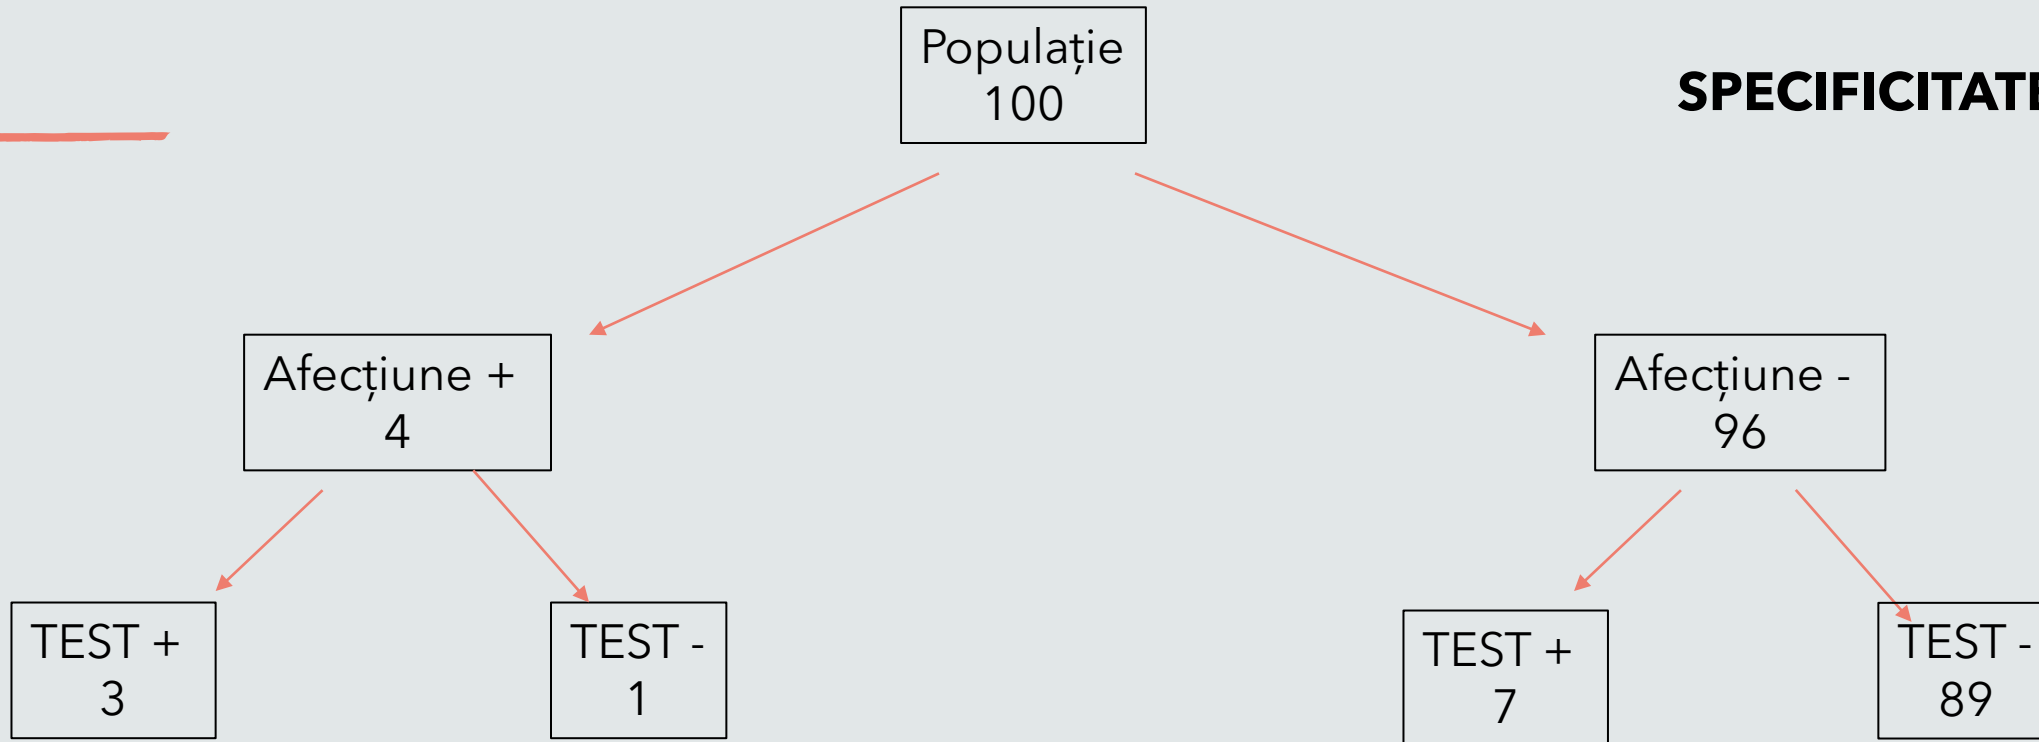 Populație
100
SPECIFICITATE
Afecțiune +
4
Afecțiune -
96
TEST +
3
TEST -
1
TEST +
7
TEST -
89